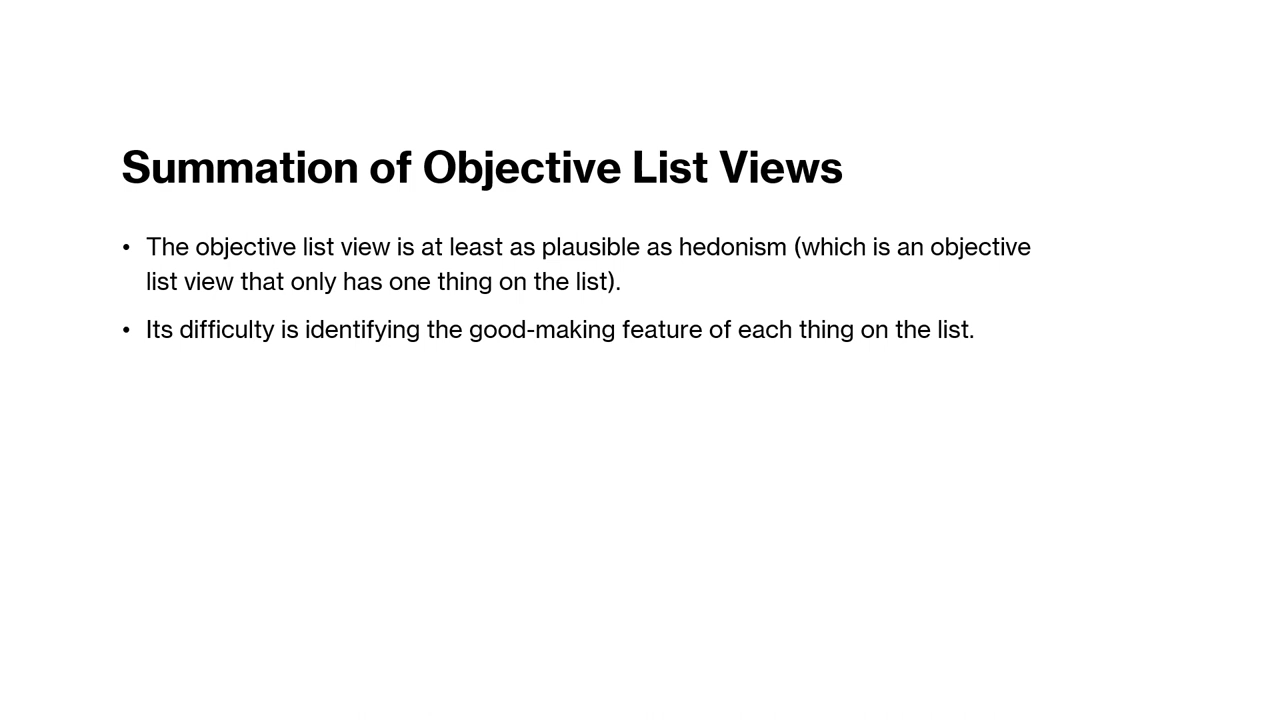 Summation of Objective List Views
• The objective list view is at least as plausible as hedonism (which is an objective
list view that only has one thing on the list).
• Its difficulty is identifying the good-making feature of each thing on the list.